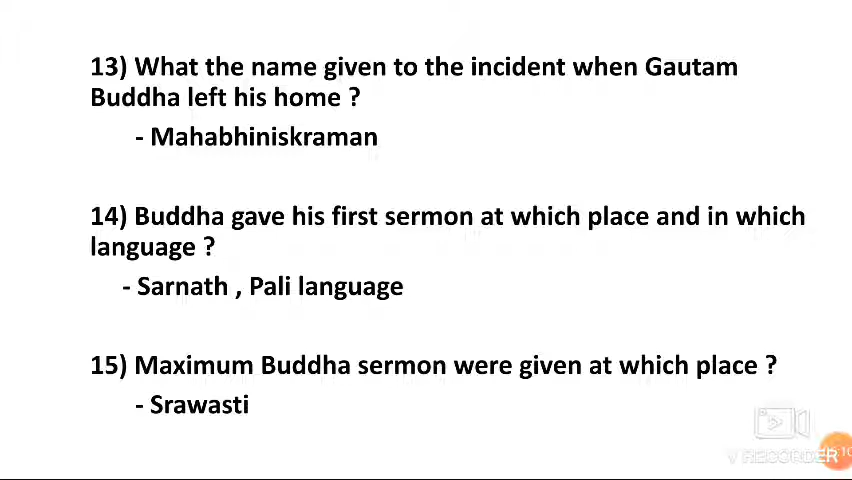 13) What the name given to the incident when Gautam
Buddha left his home ?
- Mahabhiniskraman
14) Buddha gave his first sermon at which place and in which
language ?
- Sarnath , Pali language
15) Maximum Buddha sermon were given at which place ?
- Srawasti
V RECORDER